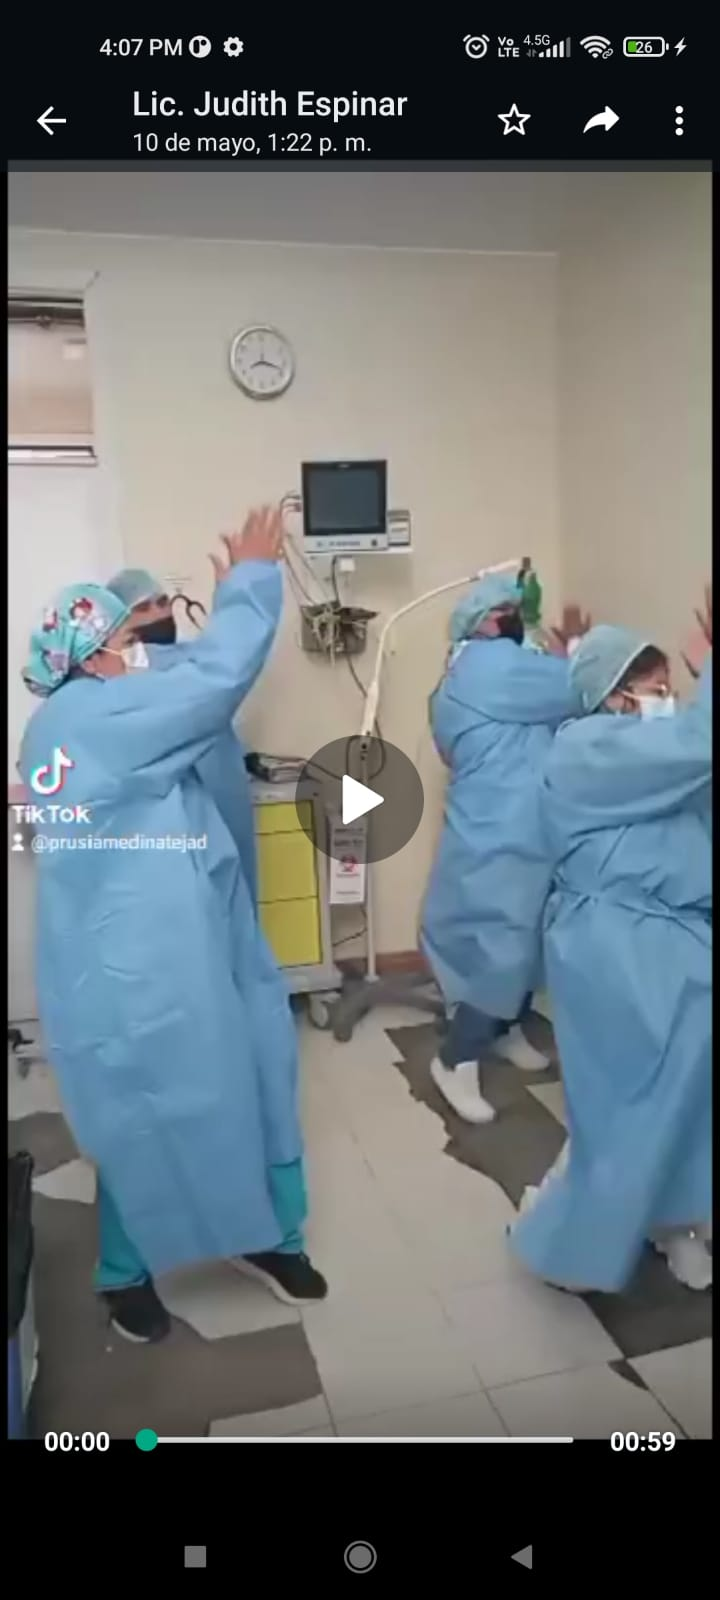 4:07 PM
Vo LTE 4.5G 26
Lic. Judith Espinar
10 de mayo, 1:22 p. m.
TikTok
@prusiamedinatejad
00:00 00:59